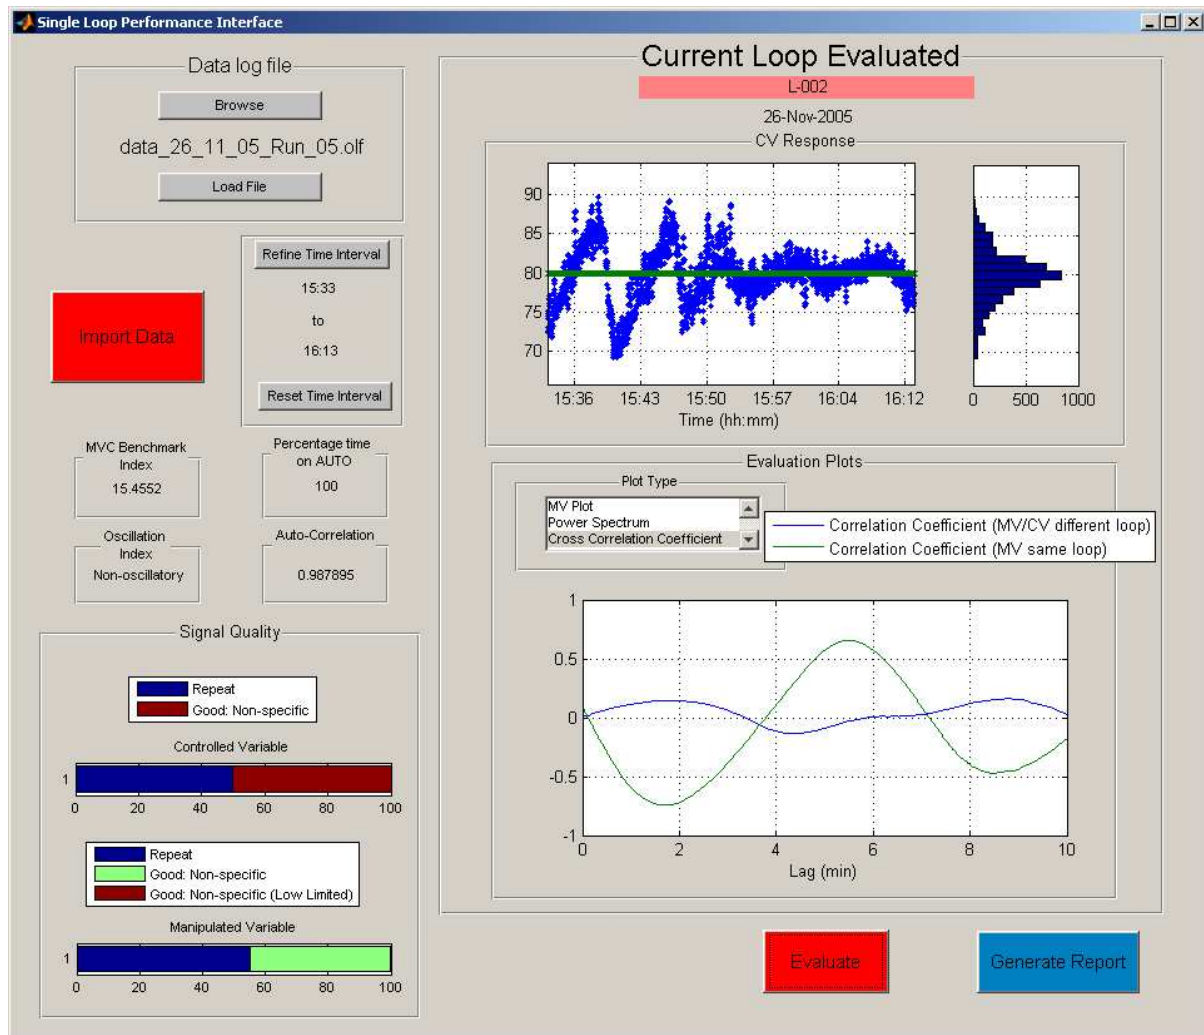 Single Loop Performance Interface
Data log file
Browse
data_26_11_05_Run_05.olf
Load File
Import Data
Refine Time Interval
15:33
to
16:13
Reset Time Interval
MVC Benchmark
Index
15.4552
Percentage time
on AUTO
100
Oscillation
Index
Non-oscillatory
Auto-Correlation
0.987895
Signal Quality
Repeat
Good: Non-specific
Controlled Variable
1
0 20 40 60 80 100
Repeat
Good: Non-specific
Good: Non-specific (Low Limited)
Manipulated Variable
1
0 20 40 60 80 100
Current Loop Evaluated
L-002
26-Nov-2005
CV Response
90
85
80
75
70
15:36 15:43 15:50 15:57 16:04 16:12
Time (hh:mm)
0 500 1000
Evaluation Plots
Plot Type
MV Plot
Power Spectrum
Cross Correlation Coefficient
Correlation Coefficient (MV/CV different loop)
Correlation Coefficient (MV same loop)
1
0.5
0
-0.5
-1
0 2 4 6 8 10
Lag (min)
Evaluate
Generate Report